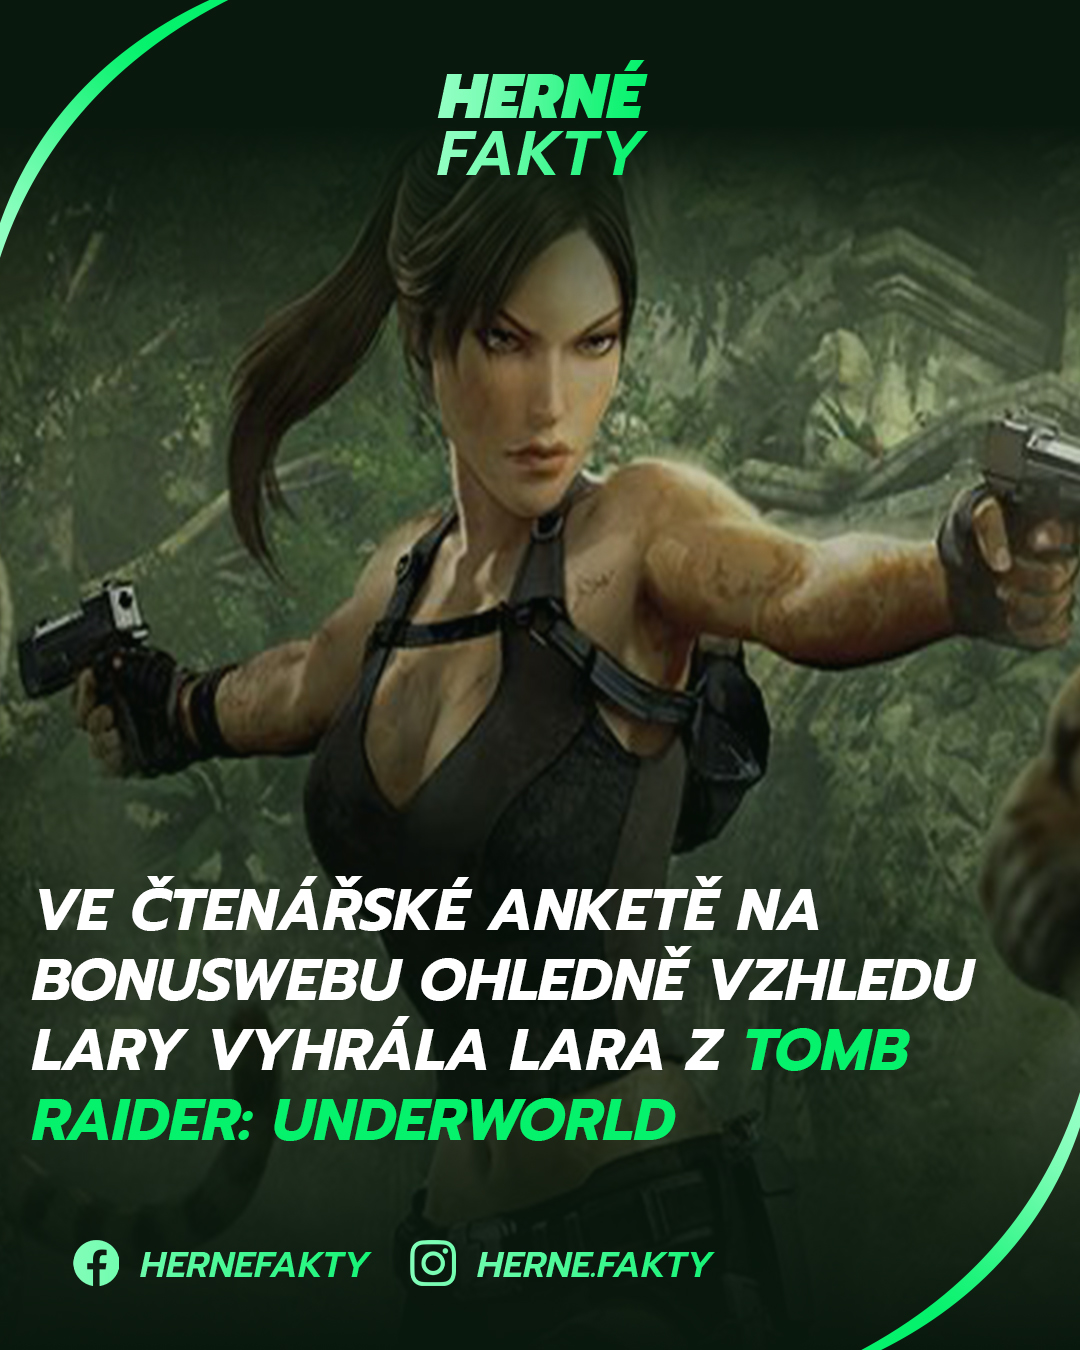 HERNÉ
FAKTY
VE ČTENÁŘSKÉ ANKETĚ NA
BONUSWEBU OHLEDNĚ VZHLEDU
LARY VYHRÁLA LARA Z TOMB
RAIDER: UNDERWORLD
HERNEFAKTY HERNE.FAKTY